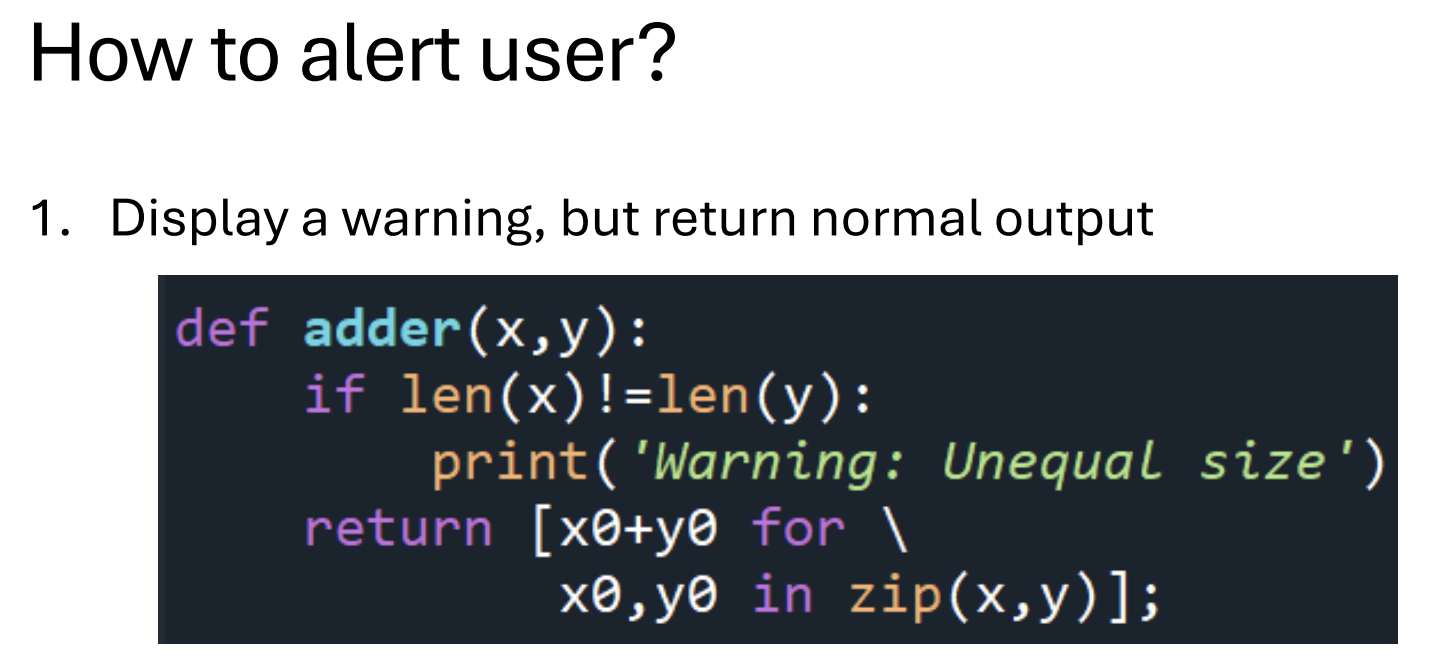 How to alert user?
1. Display a warning, but return normal output
def adder(x,y):
    if len(x)!=len(y):
        print('Warning: Unequal size')
    return [x0+y0 for \
            x0,y0 in zip(x,y)];